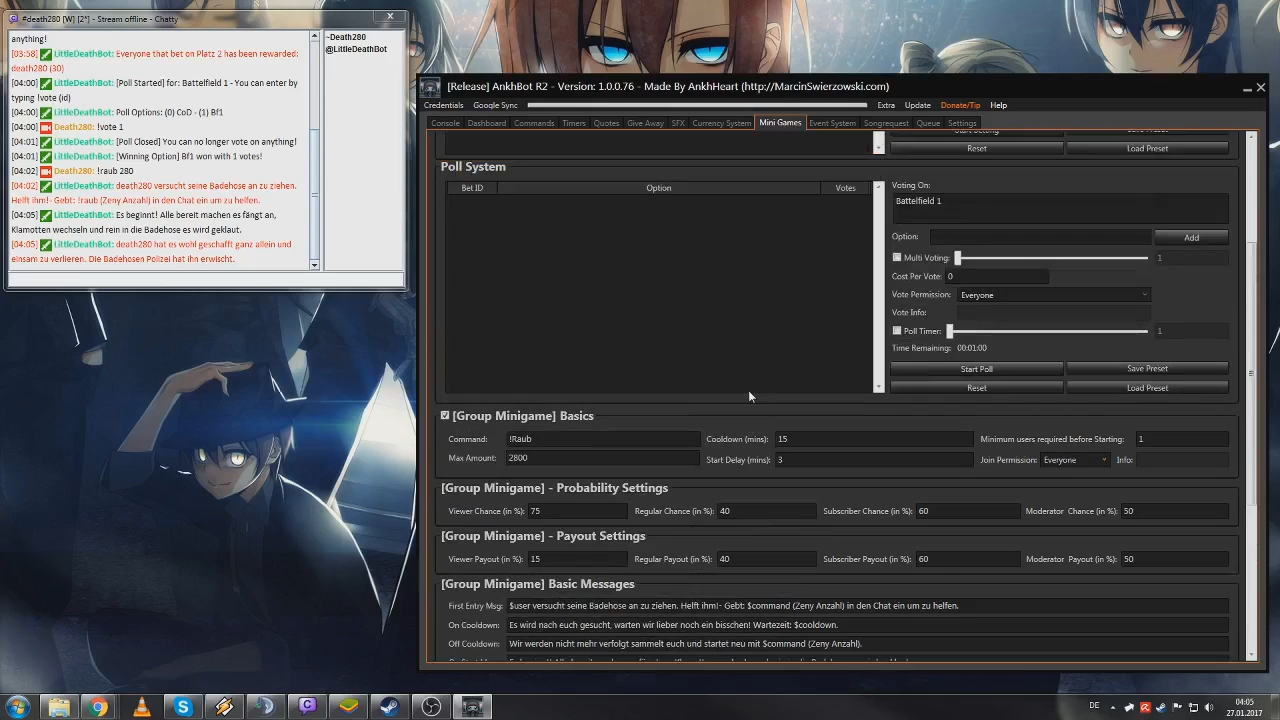 #death280 [W] [2*] - Stream offline - Chatty
X
anything!
[03:58] LittleDeathBot: Everyone that bet on Platz 2 has been rewarded:
death280 (30)
[04:00] LittleDeathBot: [Poll Started] for: Battelfield 1 - You can enter by
typing !vote (id)
[04:00] LittleDeathBot: Poll Options: (0) CoD - (1) Bf1
[04:00] Death280: !vote 1
[04:01] LittleDeathBot: [Poll Closed] You can no longer vote on anything!
[04:01] LittleDeathBot: [Winning Option] Bf1 won with 1 votes!
[04:02] Death280: !raub 280
[04:02] LittleDeathBot: death280 versucht seine Badehose an zu ziehen.
Helft ihm!- Gebt: !raub (Zeny Anzahl) in den Chat ein um zu helfen.
[04:05] LittleDeathBot: Es beginnt! Alle bereit machen es fängt an,
Klamotten wechseln und rein in die Badehose es wird geklaut.
[04:05] LittleDeathBot: death280 hat es wohl geschafft ganz allein und
einsam zu verlieren. Die Badehosen Polizei hat ihn erwischt.
~Death280
@LittleDeathBot
[Release] AnkhBot R2 - Version: 1.0.0.76 - Made By AnkhHeart (http://MarcinSwierzowski.com)
Credentials Google Sync Extra Update Donate/Tip Help
Console Dashboard Commands Timers Quotes Give Away SFX Currency System Mini Games Event System Songrequest Queue Settings
Reset Load Preset
Poll System
Bet ID Option Votes
Voting On:
Battelfield 1
Option: Add
Multi Voting: 1
Cost Per Vote: 0
Vote Permission: Everyone
Vote Info:
Poll Timer: 1
Time Remaining: 00:01:00
Start Poll Save Preset
Reset Load Preset
[Group Minigame] Basics
Command: !Raub Cooldown (mins): 15 Minimum users required before Starting: 1
Max Amount: 2800 Start Delay (mins): 3 Join Permission: Everyone Info:
[Group Minigame] - Probability Settings
Viewer Chance (in %): 75 Regular Chance (in %): 40 Subscriber Chance (in %): 60 Moderator Chance (in %): 50
[Group Minigame] - Payout Settings
Viewer Payout (in %): 15 Regular Payout (in %): 40 Subscriber Payout (in %): 60 Moderator Payout (in %): 50
[Group Minigame] Basic Messages
First Entry Msg: $user versucht seine Badehose an zu ziehen. Helft ihm!- Gebt: $command (Zeny Anzahl) in den Chat ein um zu helfen.
On Cooldown: Es wird nach euch gesucht, warten wir lieber noch ein bisschen! Wartezeit: $cooldown.
Off Cooldown: Wir werden nicht mehr verfolgt sammelt euch und startet neu mit $command (Zeny Anzahl).
DE
04:05
27.01.2017